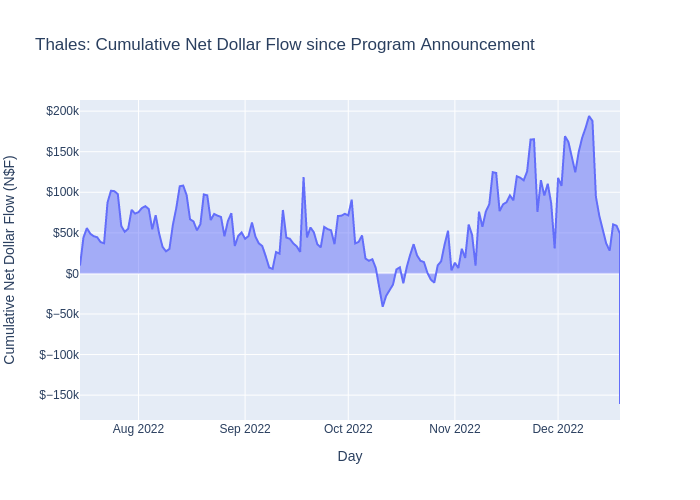 Thales: Cumulative Net Dollar Flow since Program Announcement
Cumulative Net Dollar Flow (N$F)
$200k
$150k
$100k
$50k
$0
$−50k
$−100k
$−150k
Aug 2022
Sep 2022
Oct 2022
Nov 2022
Dec 2022
Day